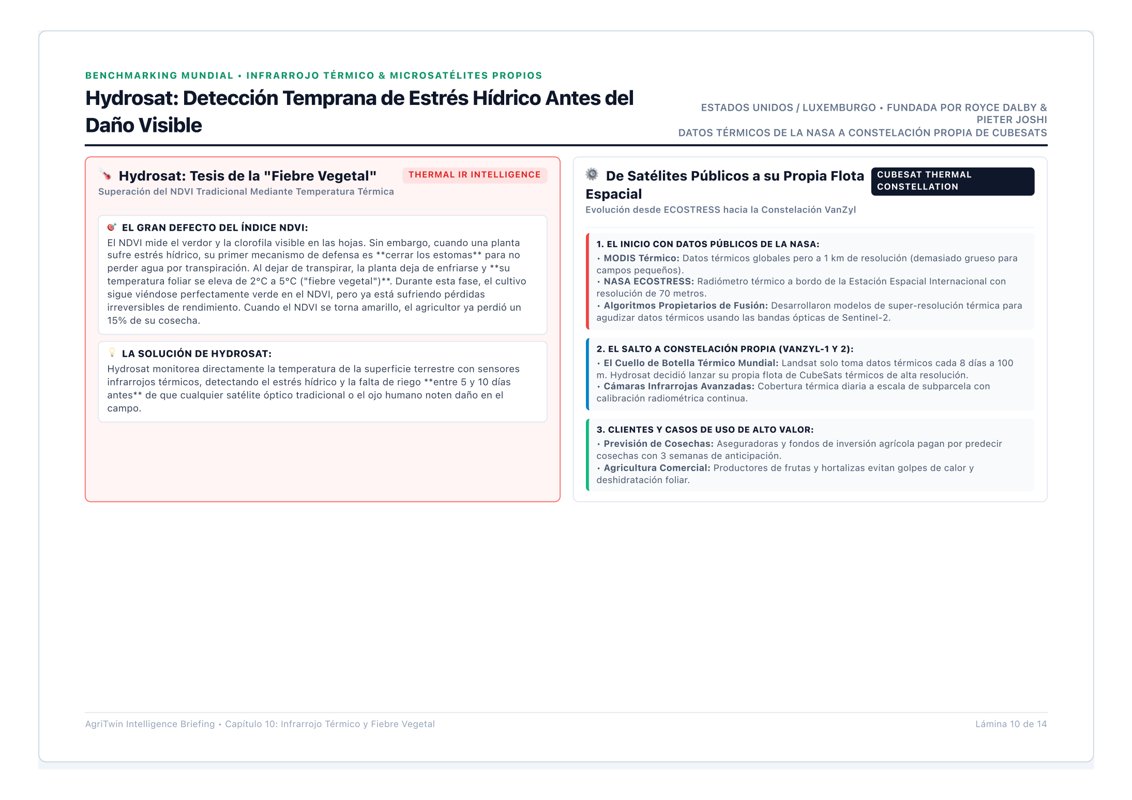 BENCHMARKING MUNDIAL • INFRARROJO TÉRMICO & MICROSATÉLITES PROPIOS
Hydrosat: Detección Temprana de Estrés Hídrico Antes del
Daño Visible
ESTADOS UNIDOS / LUXEMBURGO • FUNDADA POR ROYCE DALBY &
PIETER JOSHI
DATOS TÉRMICOS DE LA NASA A CONSTELACIÓN PROPIA DE CUBESATS
Hydrosat: Tesis de la "Fiebre Vegetal"
THERMAL IR INTELLIGENCE
Superación del NDVI Tradicional Mediante Temperatura Térmica
EL GRAN DEFECTO DEL ÍNDICE NDVI:
El NDVI mide el verdor y la clorofila visible en las hojas. Sin embargo, cuando una planta
sufre estrés hídrico, su primer mecanismo de defensa es **cerrar los estomas** para no
perder agua por transpiración. Al dejar de transpirar, la planta deja de enfriarse y **su
temperatura foliar se eleva de 2°C a 5°C ("fiebre vegetal")**. Durante esta fase, el cultivo
sigue viéndose perfectamente verde en el NDVI, pero ya está sufriendo pérdidas
irreversibles de rendimiento. Cuando el NDVI se torna amarillo, el agricultor ya perdió un
15% de su cosecha.
LA SOLUCIÓN DE HYDROSAT:
Hydrosat monitorea directamente la temperatura de la superficie terrestre con sensores
infrarrojos térmicos, detectando el estrés hídrico y la falta de riego **entre 5 y 10 días
antes** de que cualquier satélite óptico tradicional o el ojo humano noten daño en el
campo.
De Satélites Públicos a su Propia Flota
Espacial
CUBESAT THERMAL
CONSTELLATION
Evolución desde ECOSTRESS hacia la Constelación VanZyl
1. EL INICIO CON DATOS PÚBLICOS DE LA NASA:
• MODIS Térmico: Datos térmicos globales pero a 1 km de resolución (demasiado grueso para
campos pequeños).
• NASA ECOSTRESS: Radiómetro térmico a bordo de la Estación Espacial Internacional con
resolución de 70 metros.
• Algoritmos Propietarios de Fusión: Desarrollaron modelos de super-resolución térmica para
agudizar datos térmicos usando las bandas ópticas de Sentinel-2.
2. EL SALTO A CONSTELACIÓN PROPIA (VANZYL-1 Y 2):
• El Cuello de Botella Térmico Mundial: Landsat solo toma datos térmicos cada 8 días a 100
m. Hydrosat decidió lanzar su propia flota de CubeSats térmicos de alta resolución.
• Cámaras Infrarrojas Avanzadas: Cobertura térmica diaria a escala de subparcela con
calibración radiométrica continua.
3. CLIENTES Y CASOS DE USO DE ALTO VALOR:
• Previsión de Cosechas: Aseguradoras y fondos de inversión agrícola pagan por predecir
cosechas con 3 semanas de anticipación.
• Agricultura Comercial: Productores de frutas y hortalizas evitan golpes de calor y
deshidratación foliar.
AgriTwin Intelligence Briefing • Capítulo 10: Infrarrojo Térmico y Fiebre Vegetal
Lámina 10 de 14